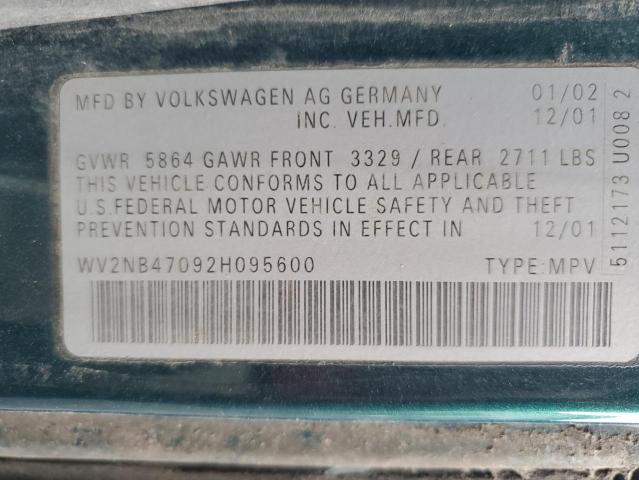 MFD BY VOLKSWAGEN AG GERMANY 01/02
INC. VEH.MFD. 12/01
GVWR 5864 GAWR FRONT 3329 / REAR 2711 LBS
THIS VEHICLE CONFORMS TO ALL APPLICABLE
U.S.FEDERAL MOTOR VEHICLE SAFETY AND THEFT
PREVENTION STANDARDS IN EFFECT IN 12/01
WV2NB47092H095600 TYPE:MPV
5112173 U008 2